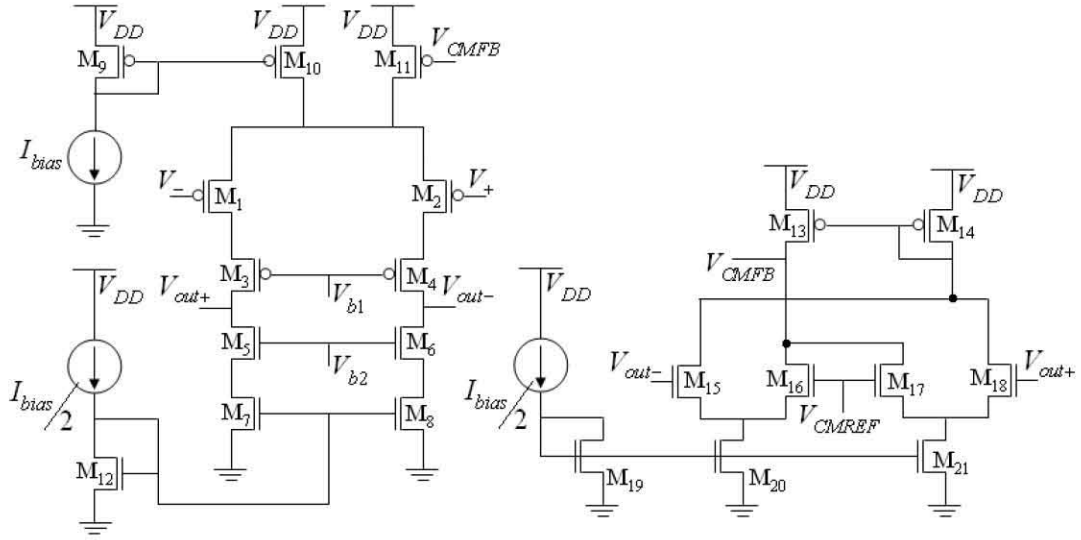 V_DD V_DD V_DD
V_CMFB
M_9 M_10 M_11
I_bias
V_- M_1 M_2 V_+
M_3 M_4
V_out+ V_b1 V_out-
V_DD
M_5 M_6
V_b2
I_bias/2
M_7 M_8
M_12
V_DD V_DD
M_13 M_14
V_CMFB
V_DD
V_out- M_15 M_16 M_17 M_18 V_out+
I_bias/2
V_CMREF
M_19 M_20 M_21